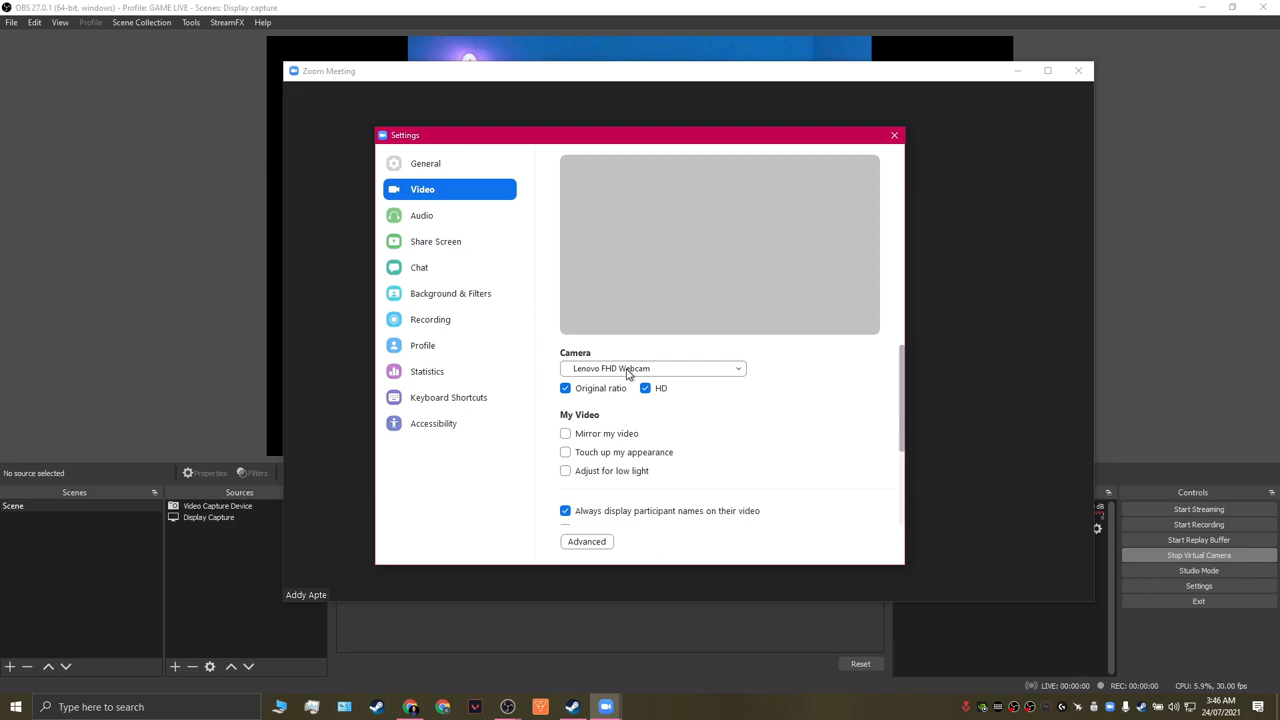 OBS 27.0.1 (64-bit, windows) - Profile: GAME LIVE - Scenes: Display capture
File Edit View Profile Scene Collection Tools StreamFX Help
Zoom Meeting
Settings
General
Video
Audio
Share Screen
Chat
Background & Filters
Recording
Profile
Statistics
Keyboard Shortcuts
Accessibility
Camera
Lenovo FHD Webcam
Original ratio HD
My Video
Mirror my video
Touch up my appearance
Adjust for low light
Always display participant names on their video
Advanced
Addy Apte
No source selected Properties Filters
Scenes
Scene
Sources
Video Capture Device
Display Capture
dB
Reset
Controls
Start Streaming
Start Recording
Start Replay Buffer
Stop Virtual Camera
Studio Mode
Settings
Exit
LIVE: 00:00:00 REC: 00:00:00 CPU: 5.9%, 30.00 fps
Type here to search
ENG
3:46 AM
24/07/2021